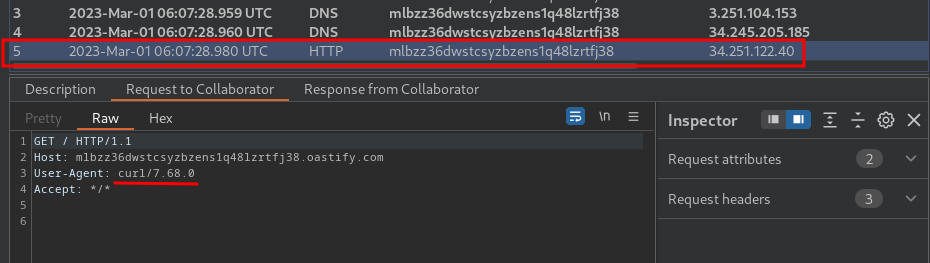 3 2023-Mar-01 06:07:28.959 UTC DNS mlbzz36dwstcsyzbzens1q48lzrtfj38 3.251.104.153
4 2023-Mar-01 06:07:28.960 UTC DNS mlbzz36dwstcsyzbzens1q48lzrtfj38 34.245.205.185
5 2023-Mar-01 06:07:28.980 UTC HTTP mlbzz36dwstcsyzbzens1q48lzrtfj38 34.251.122.40
Description Request to Collaborator Response from Collaborator
Pretty Raw Hex \n Inspector
1 GET / HTTP/1.1
2 Host: mlbzz36dwstcsyzbzens1q48lzrtfj38.oastify.com
3 User-Agent: curl/7.68.0
4 Accept: */*
5
6
Request attributes 2
Request headers 3